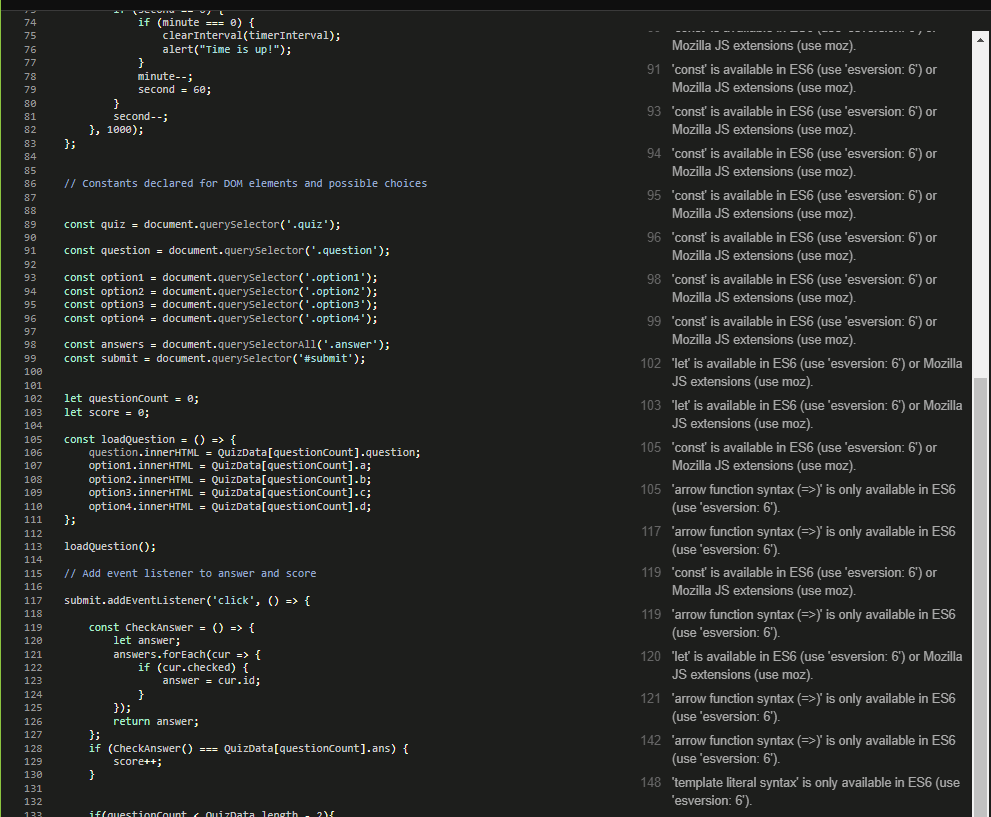 73 if (second == 0) {
74 if (minute === 0) {
75 clearInterval(timerInterval);
76 alert("Time is up!");
77 }
78 minute--;
79 second = 60;
80 }
81 second--;
82 }, 1000);
83 };
84
85
86 // Constants declared for DOM elements and possible choices
87
88
89 const quiz = document.querySelector('.quiz');
90
91 const question = document.querySelector('.question');
92
93 const option1 = document.querySelector('.option1');
94 const option2 = document.querySelector('.option2');
95 const option3 = document.querySelector('.option3');
96 const option4 = document.querySelector('.option4');
97
98 const answers = document.querySelectorAll('.answer');
99 const submit = document.querySelector('#submit');
100
101
102 let questionCount = 0;
103 let score = 0;
104
105 const loadQuestion = () => {
106 question.innerHTML = QuizData[questionCount].question;
107 option1.innerHTML = QuizData[questionCount].a;
108 option2.innerHTML = QuizData[questionCount].b;
109 option3.innerHTML = QuizData[questionCount].c;
110 option4.innerHTML = QuizData[questionCount].d;
111 };
112
113 loadQuestion();
114
115 // Add event listener to answer and score
116
117 submit.addEventListener('click', () => {
118
119 const CheckAnswer = () => {
120 let answer;
121 answers.forEach(cur => {
122 if (cur.checked) {
123 answer = cur.id;
124 }
125 });
126 return answer;
127 };
128 if (CheckAnswer() === QuizData[questionCount].ans) {
129 score++;
130 }
131
132
133 if(questionCount < QuizData.length - 2){
'const' is available in ES6 (use 'esversion: 6') or
Mozilla JS extensions (use moz).
91 'const' is available in ES6 (use 'esversion: 6') or
Mozilla JS extensions (use moz).
93 'const' is available in ES6 (use 'esversion: 6') or
Mozilla JS extensions (use moz).
94 'const' is available in ES6 (use 'esversion: 6') or
Mozilla JS extensions (use moz).
95 'const' is available in ES6 (use 'esversion: 6') or
Mozilla JS extensions (use moz).
96 'const' is available in ES6 (use 'esversion: 6') or
Mozilla JS extensions (use moz).
98 'const' is available in ES6 (use 'esversion: 6') or
Mozilla JS extensions (use moz).
99 'const' is available in ES6 (use 'esversion: 6') or
Mozilla JS extensions (use moz).
102 'let' is available in ES6 (use 'esversion: 6') or Mozilla
JS extensions (use moz).
103 'let' is available in ES6 (use 'esversion: 6') or Mozilla
JS extensions (use moz).
105 'const' is available in ES6 (use 'esversion: 6') or
Mozilla JS extensions (use moz).
105 'arrow function syntax (=>)' is only available in ES6
(use 'esversion: 6').
117 'arrow function syntax (=>)' is only available in ES6
(use 'esversion: 6').
119 'const' is available in ES6 (use 'esversion: 6') or
Mozilla JS extensions (use moz).
119 'arrow function syntax (=>)' is only available in ES6
(use 'esversion: 6').
120 'let' is available in ES6 (use 'esversion: 6') or Mozilla
JS extensions (use moz).
121 'arrow function syntax (=>)' is only available in ES6
(use 'esversion: 6').
142 'arrow function syntax (=>)' is only available in ES6
(use 'esversion: 6').
148 'template literal syntax' is only available in ES6 (use
'esversion: 6').